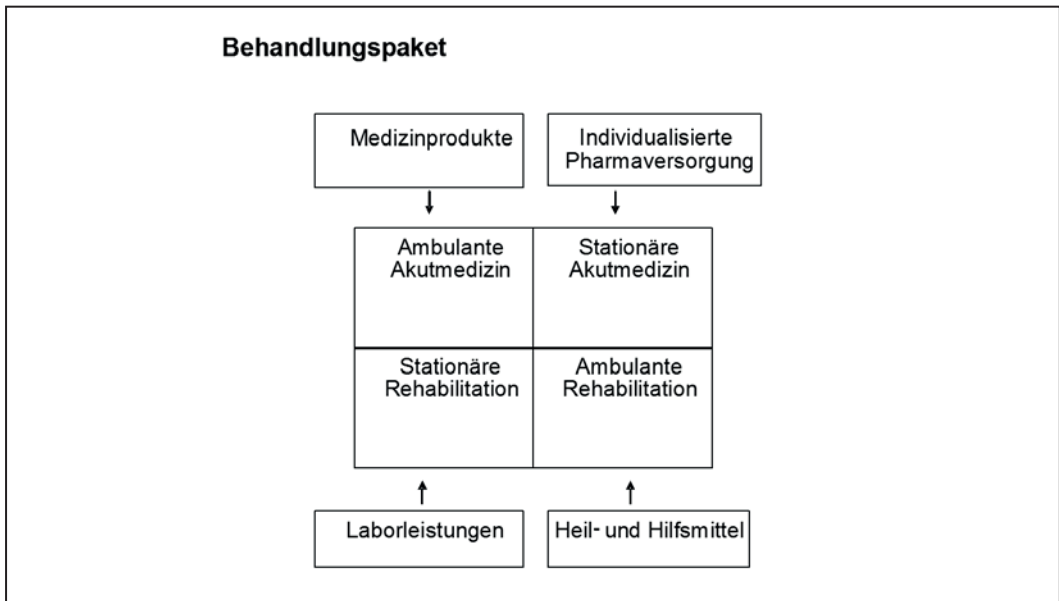 Behandlungspaket
Medizinprodukte
Individualisierte
Pharmaversorgung
Ambulante
Akutmedizin
Stationäre
Akutmedizin
Stationäre
Rehabilitation
Ambulante
Rehabilitation
Laborleistungen
Heil- und Hilfsmittel